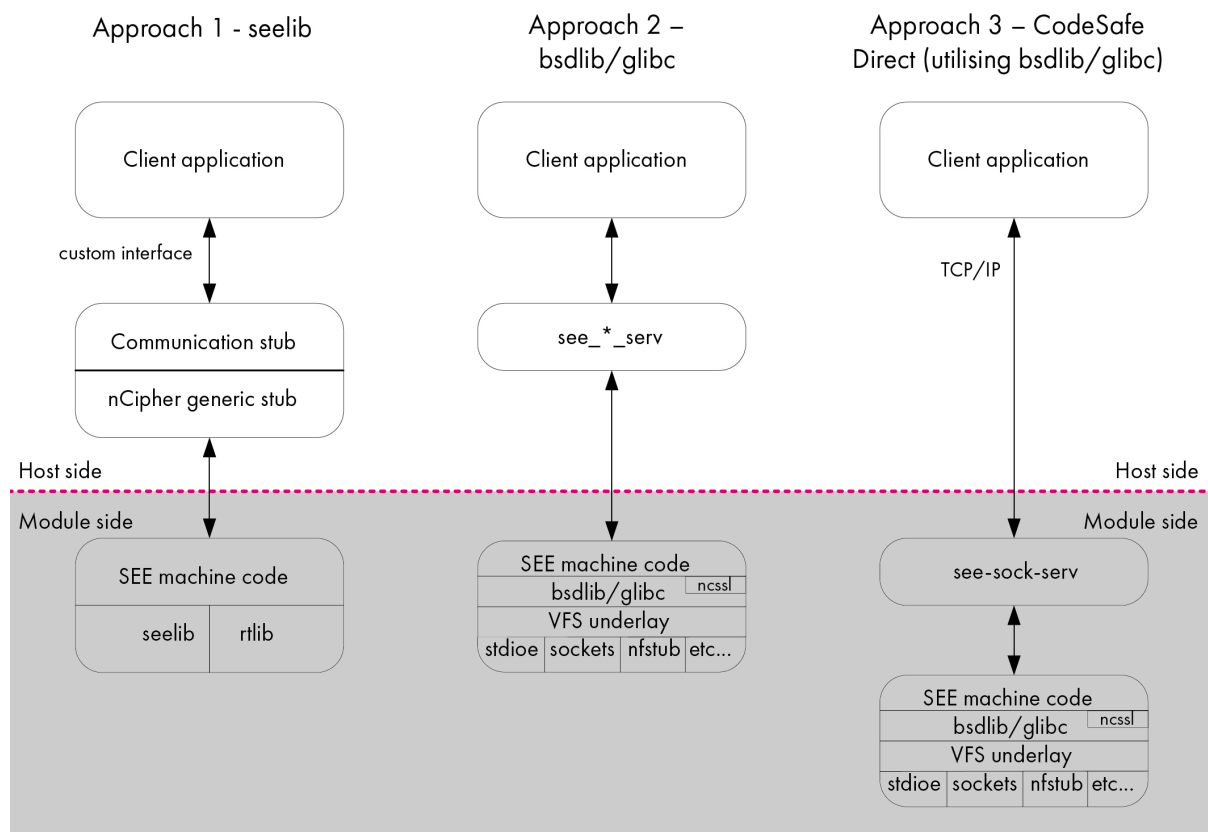 Approach 1 - seelib
Approach 2 –
bsdlib/glibc
Approach 3 – CodeSafe
Direct (utilising bsdlib/glibc)
Client application
Client application
Client application
custom interface
TCP/IP
Communication stub
nCipher generic stub
see_*_serv
Host side
Host side
Module side
Module side
SEE machine code
seelib
rtlib
SEE machine code
bsdlib/glibc
ncssl
VFS underlay
stdioe
sockets
nfstub
etc...
see-sock-serv
SEE machine code
bsdlib/glibc
ncssl
VFS underlay
stdioe
sockets
nfstub
etc...